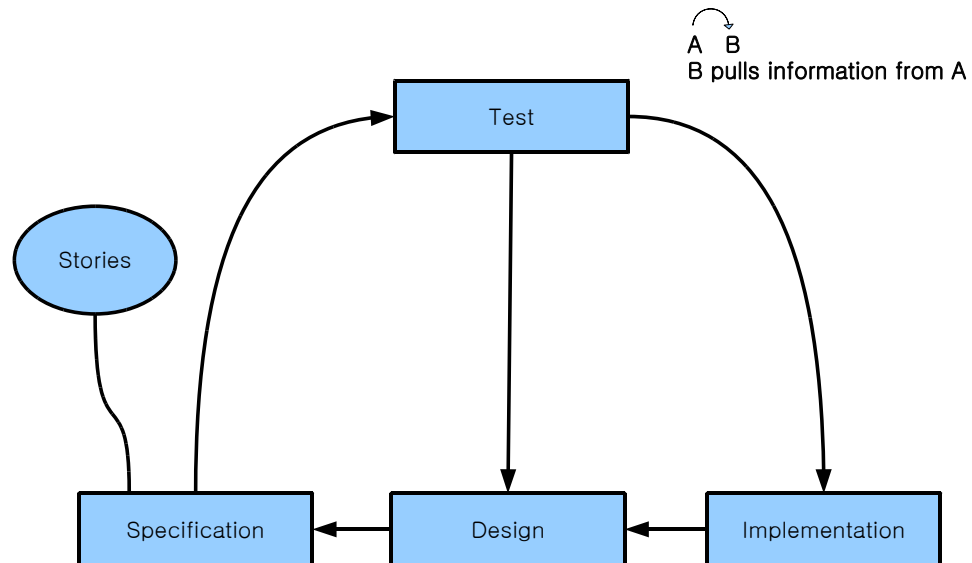 A B
B pulls information from A
Test
Stories
Specification
Design
Implementation